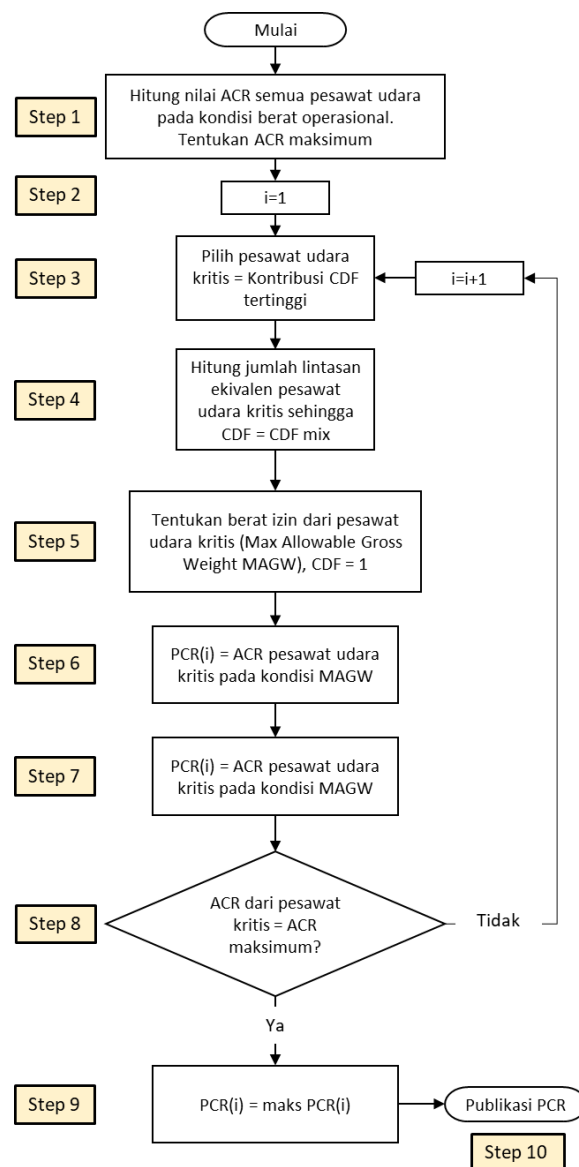 Mulai
Step 1
Hitung nilai ACR semua pesawat udara
pada kondisi berat operasional.
Tentukan ACR maksimum
Step 2
i=1
Step 3
Pilih pesawat udara
kritis = Kontribusi CDF
tertinggi
i=i+1
Step 4
Hitung jumlah lintasan
ekivalen pesawat
udara kritis sehingga
CDF = CDF mix
Step 5
Tentukan berat izin dari pesawat
udara kritis (Max Allowable Gross
Weight MAGW), CDF = 1
Step 6
PCR(i) = ACR pesawat udara
kritis pada kondisi MAGW
Step 7
PCR(i) = ACR pesawat udara
kritis pada kondisi MAGW
Step 8
ACR dari pesawat
kritis = ACR
maksimum?
Tidak
Ya
Step 9
PCR(i) = maks PCR(i)
Publikasi PCR
Step 10